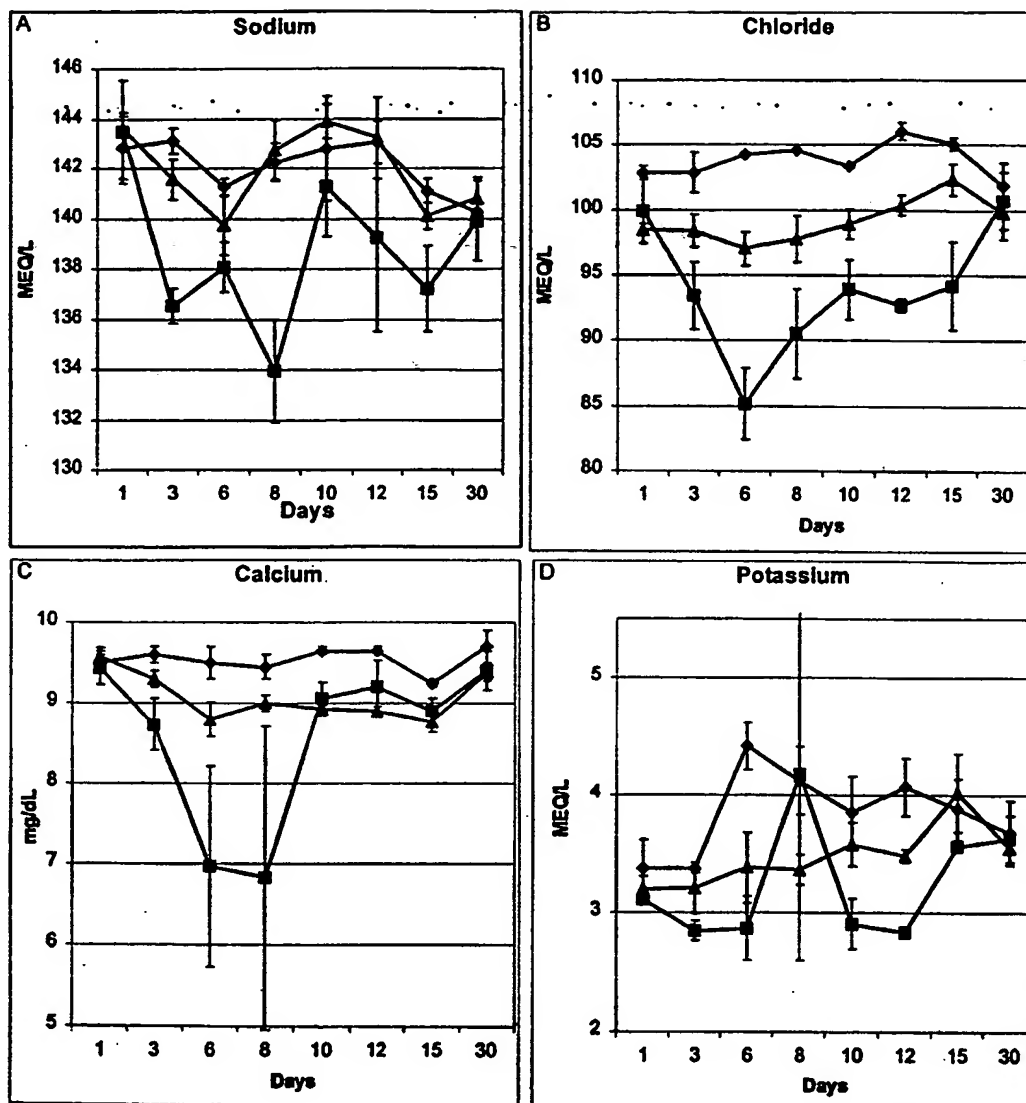 A Sodium
146
144
142
140
138
136
134
132
130
MEQ/L
1 3 6 8 10 12 15 30
Days
B Chloride
110
105
100
95
90
85
80
MEQ/L
1 3 6 8 10 12 15 30
Days
C Calcium
10
9
8
7
6
5
mg/dL
1 3 6 8 10 12 15 30
Days
D Potassium
5
4
3
2
MEQ/L
1 3 6 8 10 12 15 30
Days